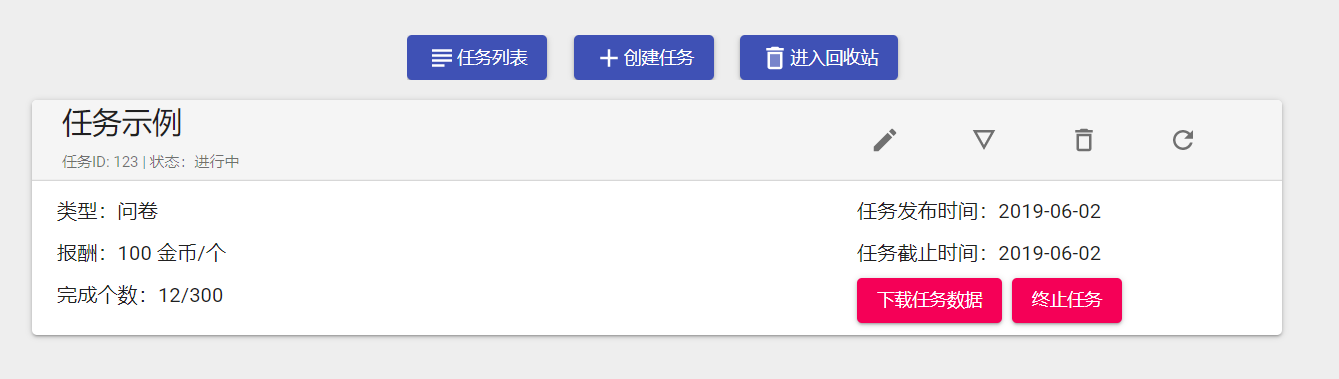 任务列表 创建任务 进入回收站
任务示例
任务ID: 123 | 状态：进行中
类型：问卷
任务发布时间：2019-06-02
报酬：100 金币/个
任务截止时间：2019-06-02
完成个数：12/300
下载任务数据 终止任务